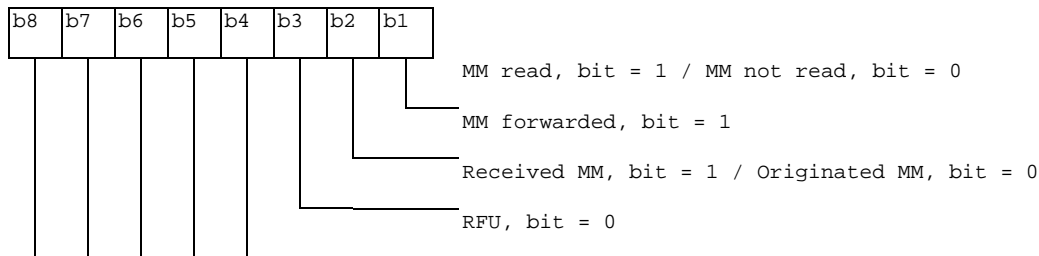 b8 b7 b6 b5 b4 b3 b2 b1
MM read, bit = 1 / MM not read, bit = 0
MM forwarded, bit = 1
Received MM, bit = 1 / Originated MM, bit = 0
RFU, bit = 0